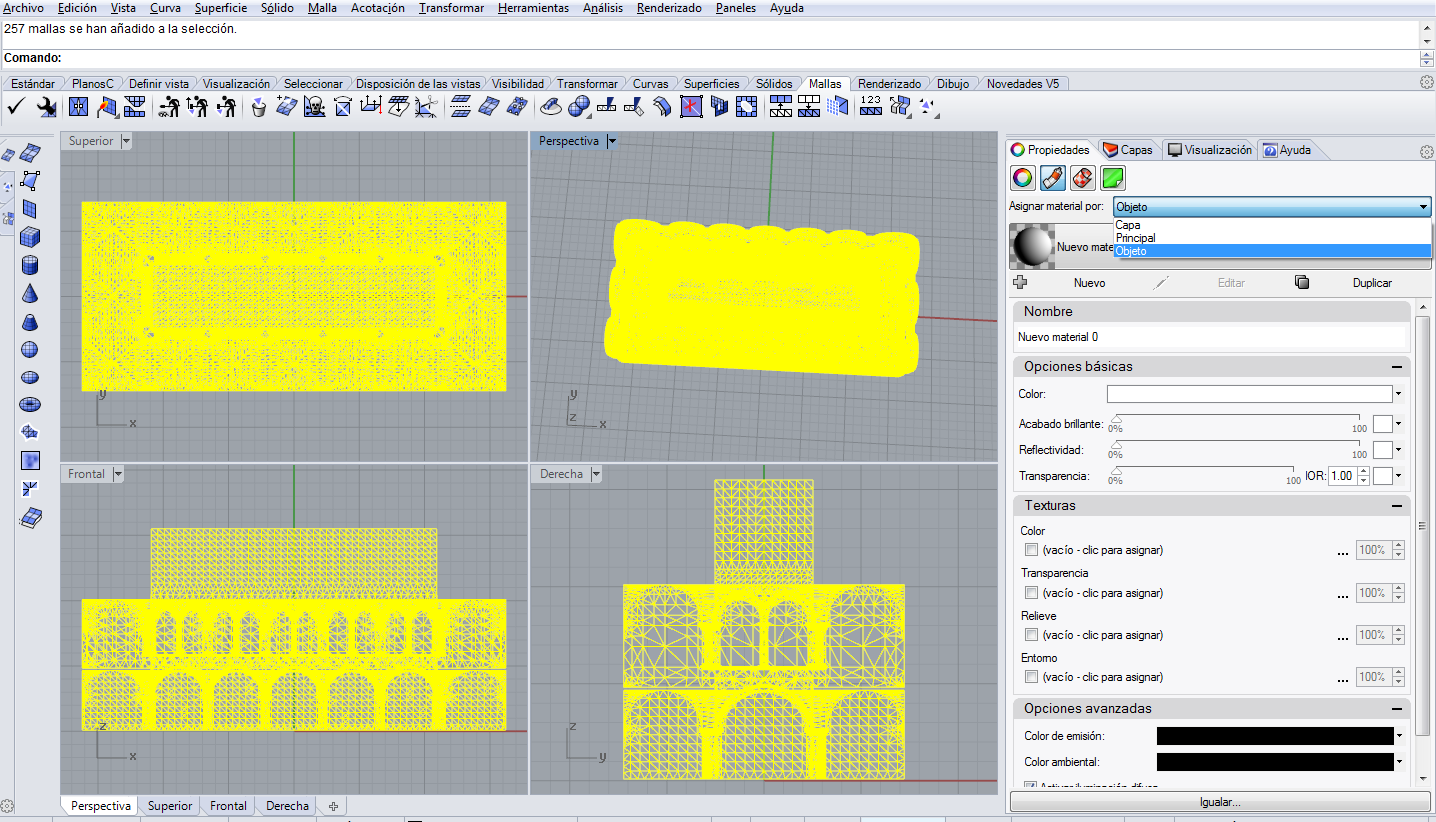 Archivo Edición Vista Curva Superficie Sólido Malla Acotación Transformar Herramientas Análisis Renderizado Paneles Ayuda
257 mallas se han añadido a la selección.
Comando:
Estándar PlanosC Definir vista Visualización Seleccionar Disposición de las vistas Visibilidad Transformar Curvas Superficies Sólidos Mallas Renderizado Dibujo Novedades V5
123
Superior
y
x
Perspectiva
y
z
x
Frontal
z
x
Derecha
z
y
Perspectiva Superior Frontal Derecha
Propiedades Capas Visualización Ayuda
Asignar material por: Objeto
Capa
Principal
Objeto
Nuevo mate
Nuevo Editar Duplicar
Nombre
Nuevo material 0
Opciones básicas
Color:
Acabado brillante: 0% 100
Reflectividad: 0% 100
Transparencia: 0% 100 IOR: 1.00
Texturas
Color
(vacío - clic para asignar) ... 100%
Transparencia
(vacío - clic para asignar) ... 100%
Relieve
(vacío - clic para asignar) ... 100%
Entorno
(vacío - clic para asignar) ... 100%
Opciones avanzadas
Color de emisión:
Color ambiental:
Igualar...